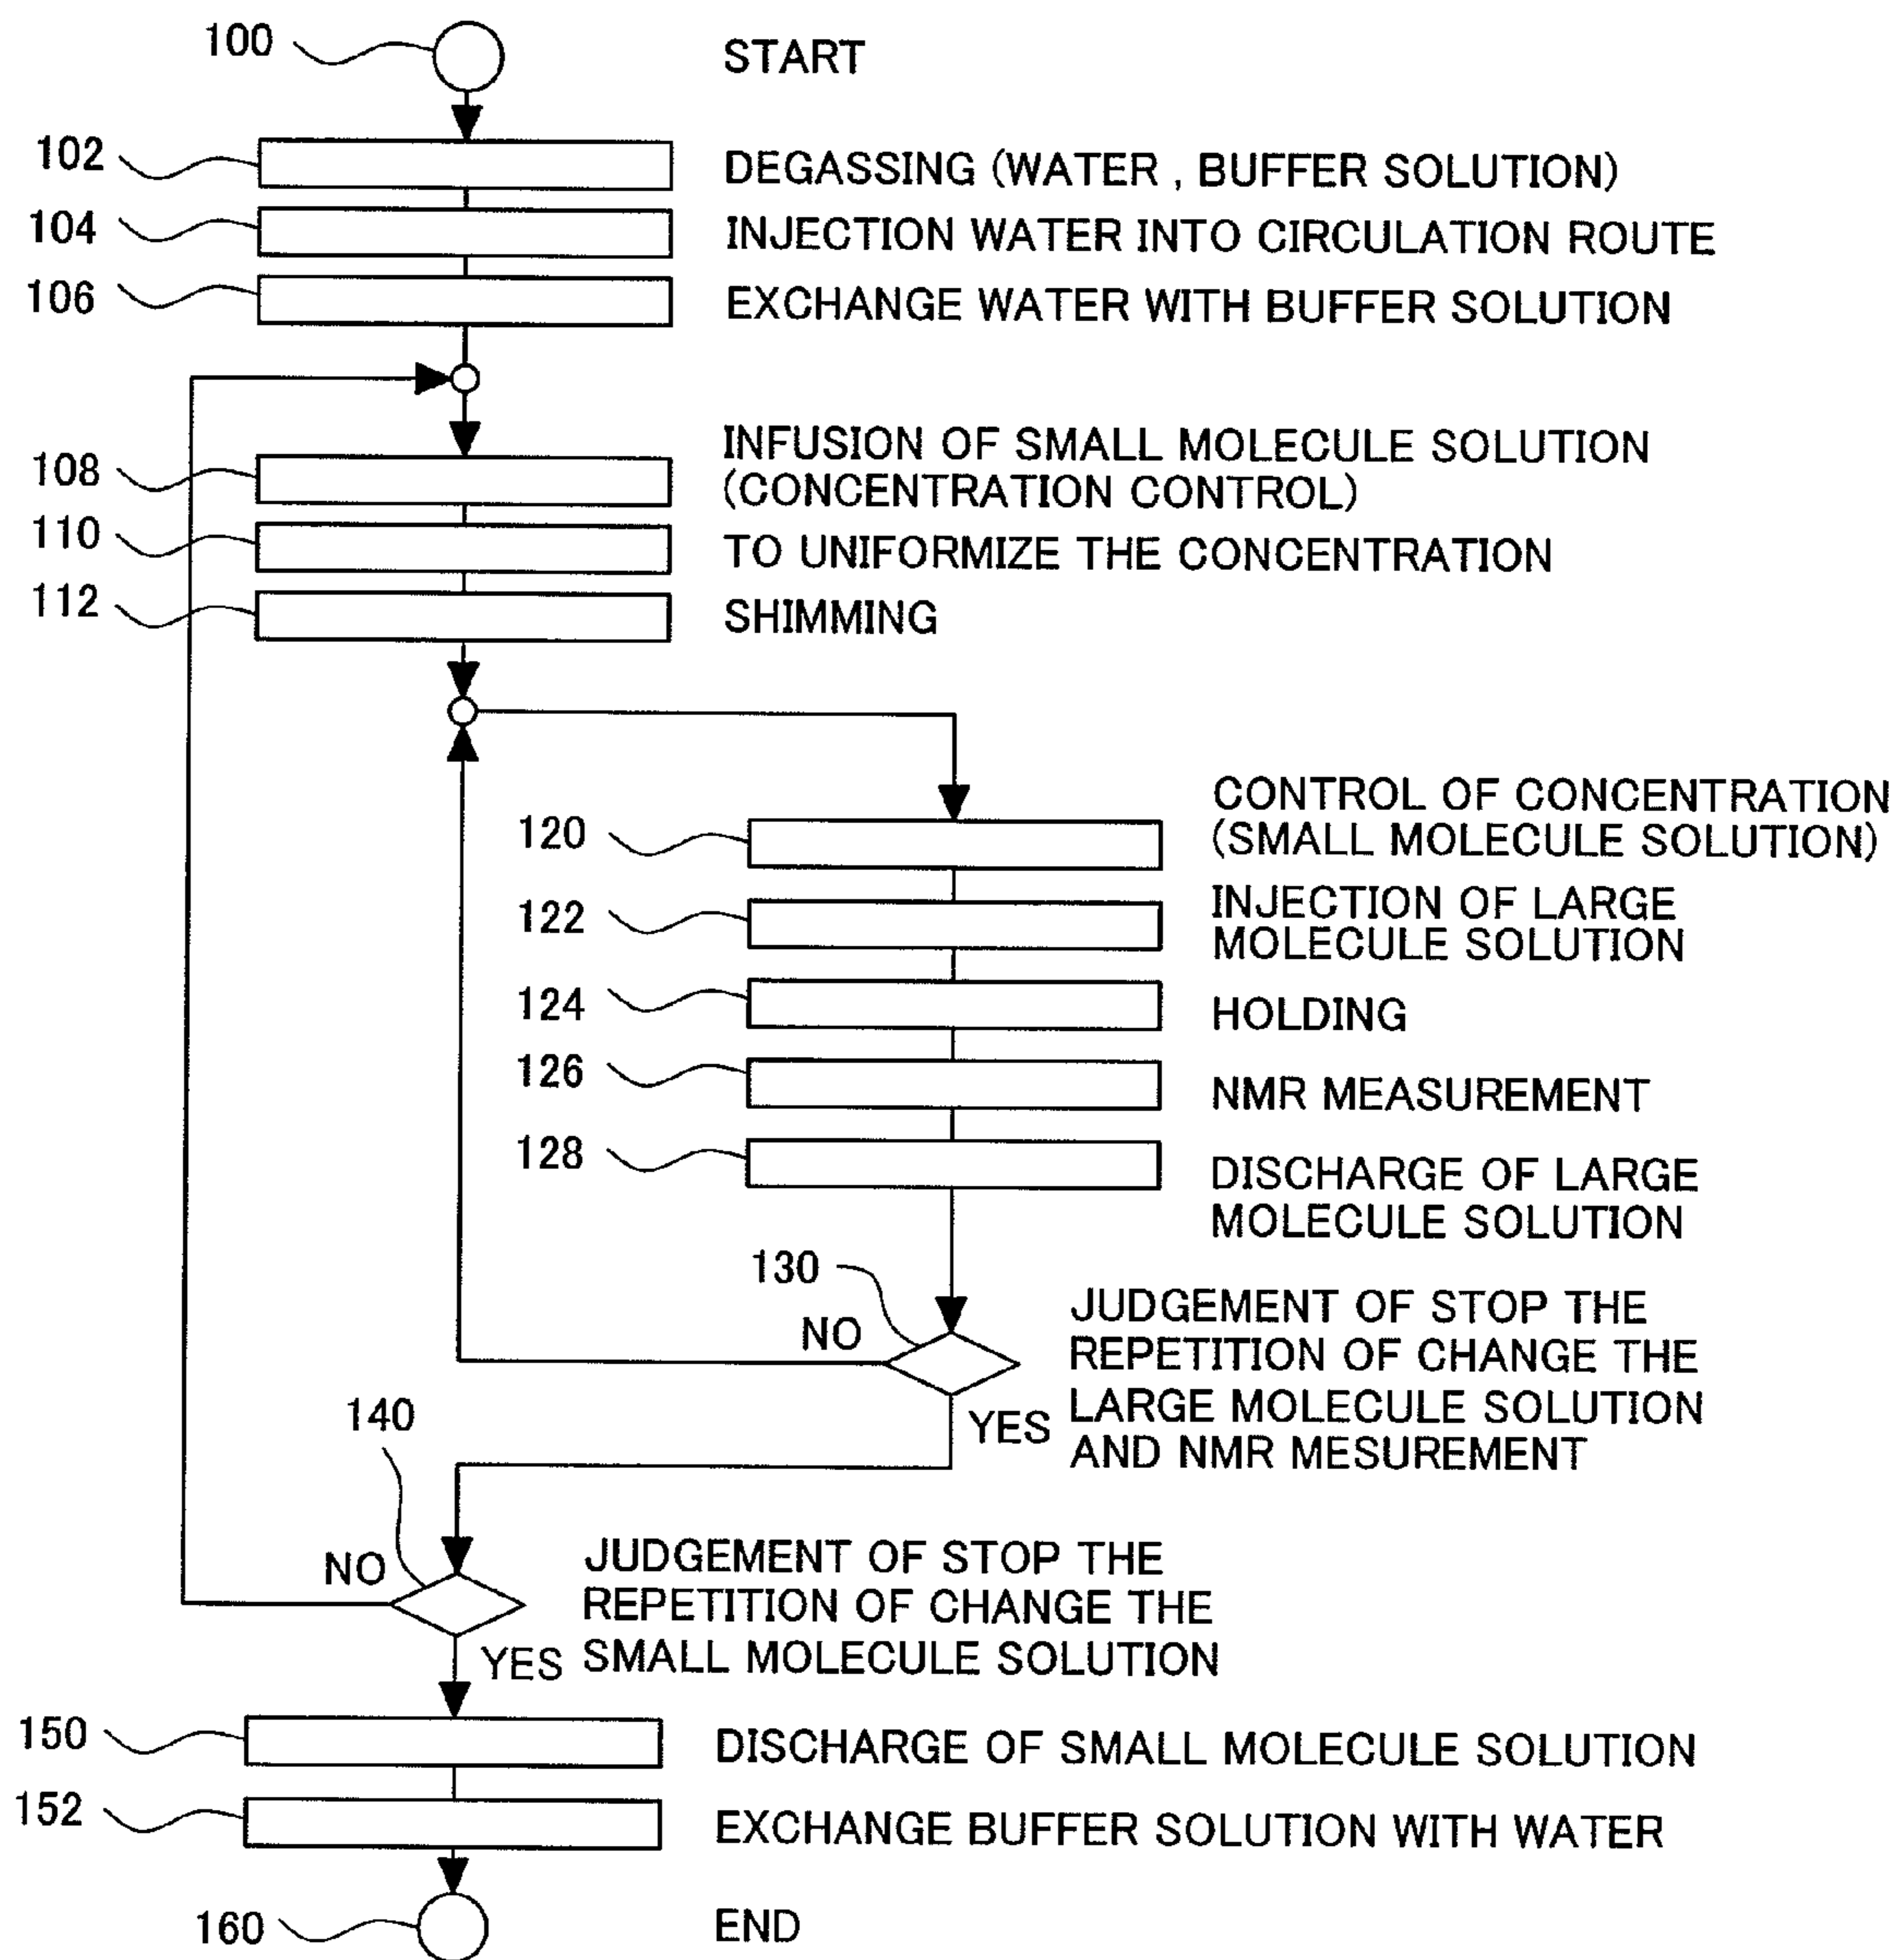 100 START
102 DEGASSING (WATER , BUFFER SOLUTION)
104 INJECTION WATER INTO CIRCULATION ROUTE
106 EXCHANGE WATER WITH BUFFER SOLUTION
108 INFUSION OF SMALL MOLECULE SOLUTION
(CONCENTRATION CONTROL)
110 TO UNIFORMIZE THE CONCENTRATION
112 SHIMMING
120 CONTROL OF CONCENTRATION
(SMALL MOLECULE SOLUTION)
122 INJECTION OF LARGE
MOLECULE SOLUTION
124 HOLDING
126 NMR MEASUREMENT
128 DISCHARGE OF LARGE
MOLECULE SOLUTION
130
NO
YES
JUDGEMENT OF STOP THE
REPETITION OF CHANGE THE
LARGE MOLECULE SOLUTION
AND NMR MESUREMENT
140
NO
YES
JUDGEMENT OF STOP THE
REPETITION OF CHANGE THE
SMALL MOLECULE SOLUTION
150 DISCHARGE OF SMALL MOLECULE SOLUTION
152 EXCHANGE BUFFER SOLUTION WITH WATER
160 END